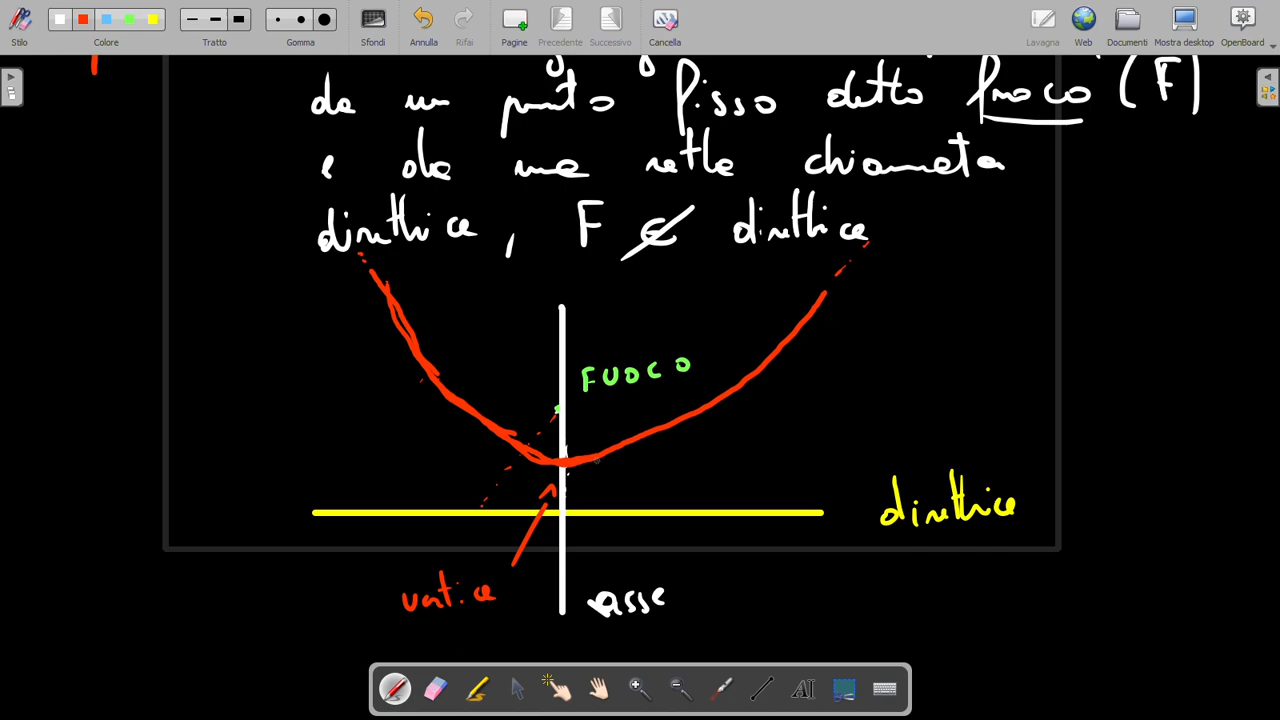 Stilo Colore Tratto Gomma Sfondi Annulla Rifai Pagine Precedente Successivo Cancella Lavagna Web Documenti Mostra desktop OpenBoard
da un punto fisso detto fuoco (F)
e da una retta chiamata
direttrice, F ∉ direttrice
FUOCO
direttrice
vertice
asse
AI